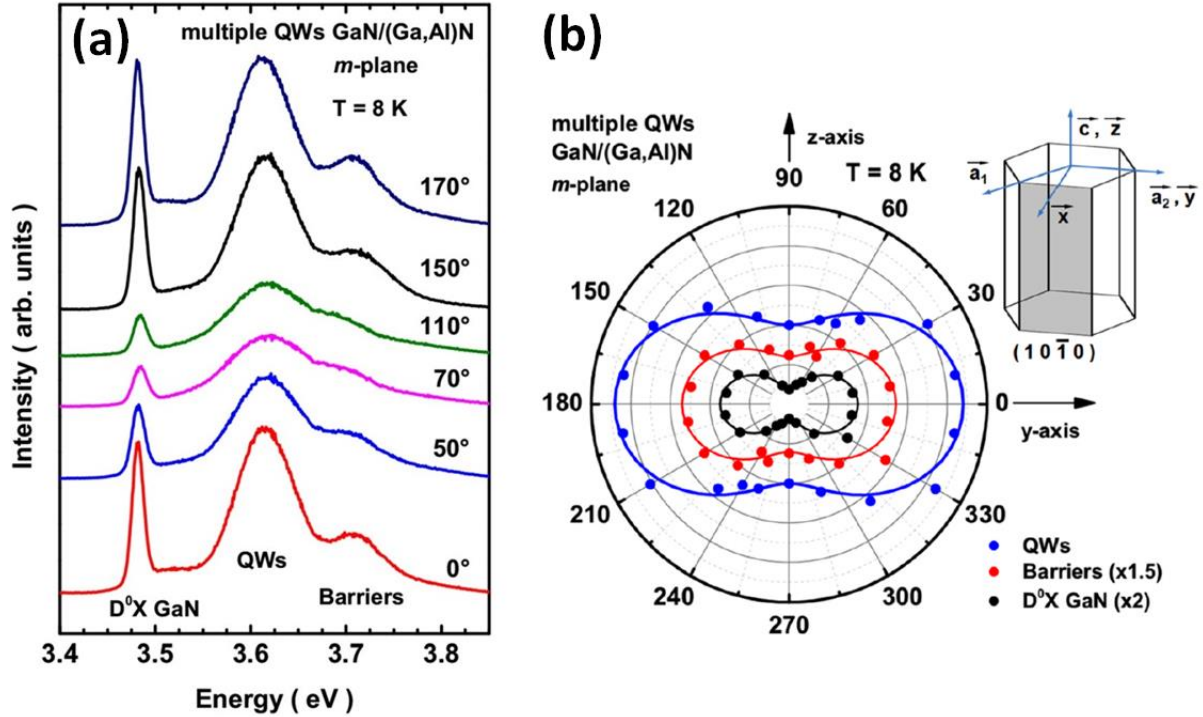 (a)
multiple QWs GaN/(Ga,Al)N
m-plane
T = 8 K
170°
150°
110°
70°
50°
0°
QWs
D⁰X GaN
Barriers
3.4 3.5 3.6 3.7 3.8
Energy ( eV )
Intensity ( arb. units )
(b)
multiple QWs
GaN/(Ga,Al)N
m-plane
z-axis
T = 8 K
90
120
60
150
30
180
0
y-axis
210
330
240
300
270
c, z
a₁
a₂, y
x
(1 0 1̄ 0)
QWs
Barriers (x1.5)
D⁰X GaN (x2)